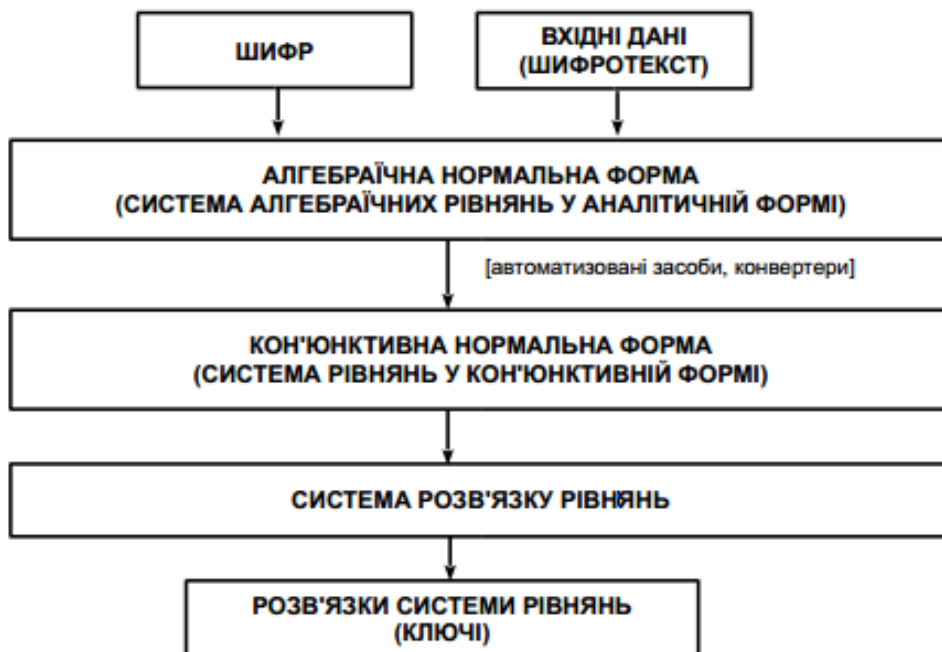 ШИФР
ВХІДНІ ДАНІ
(ШИФРОТЕКСТ)
АЛГЕБРАЇЧНА НОРМАЛЬНА ФОРМА
(СИСТЕМА АЛГЕБРАЇЧНИХ РІВНЯНЬ У АНАЛІТИЧНІЙ ФОРМІ)
[автоматизовані засоби, конвертери]
КОН'ЮНКТИВНА НОРМАЛЬНА ФОРМА
(СИСТЕМА РІВНЯНЬ У КОН'ЮНКТИВНІЙ ФОРМІ)
СИСТЕМА РОЗВ'ЯЗКУ РІВНЯНЬ
РОЗВ'ЯЗКИ СИСТЕМИ РІВНЯНЬ
(КЛЮЧІ)